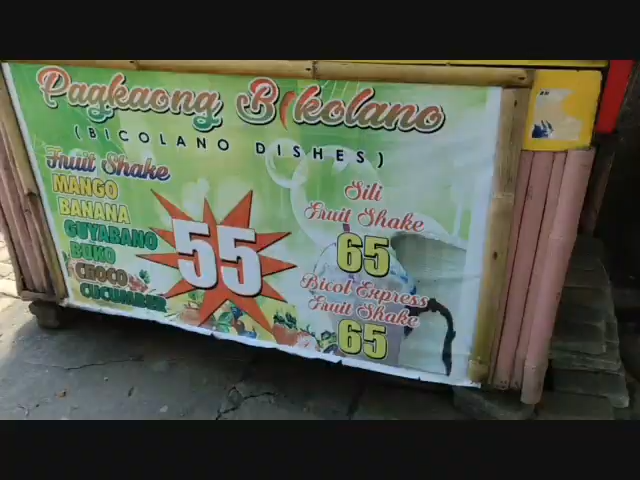 Pagkaong Bikolano
(BICOLANO DISHES)
Fruit Shake
MANGO
BANANA
GUYABANO
BUKO
CHOCO
CUCUMBER
55
Sili
Fruit Shake
65
Bicol Express
Fruit Shake
65